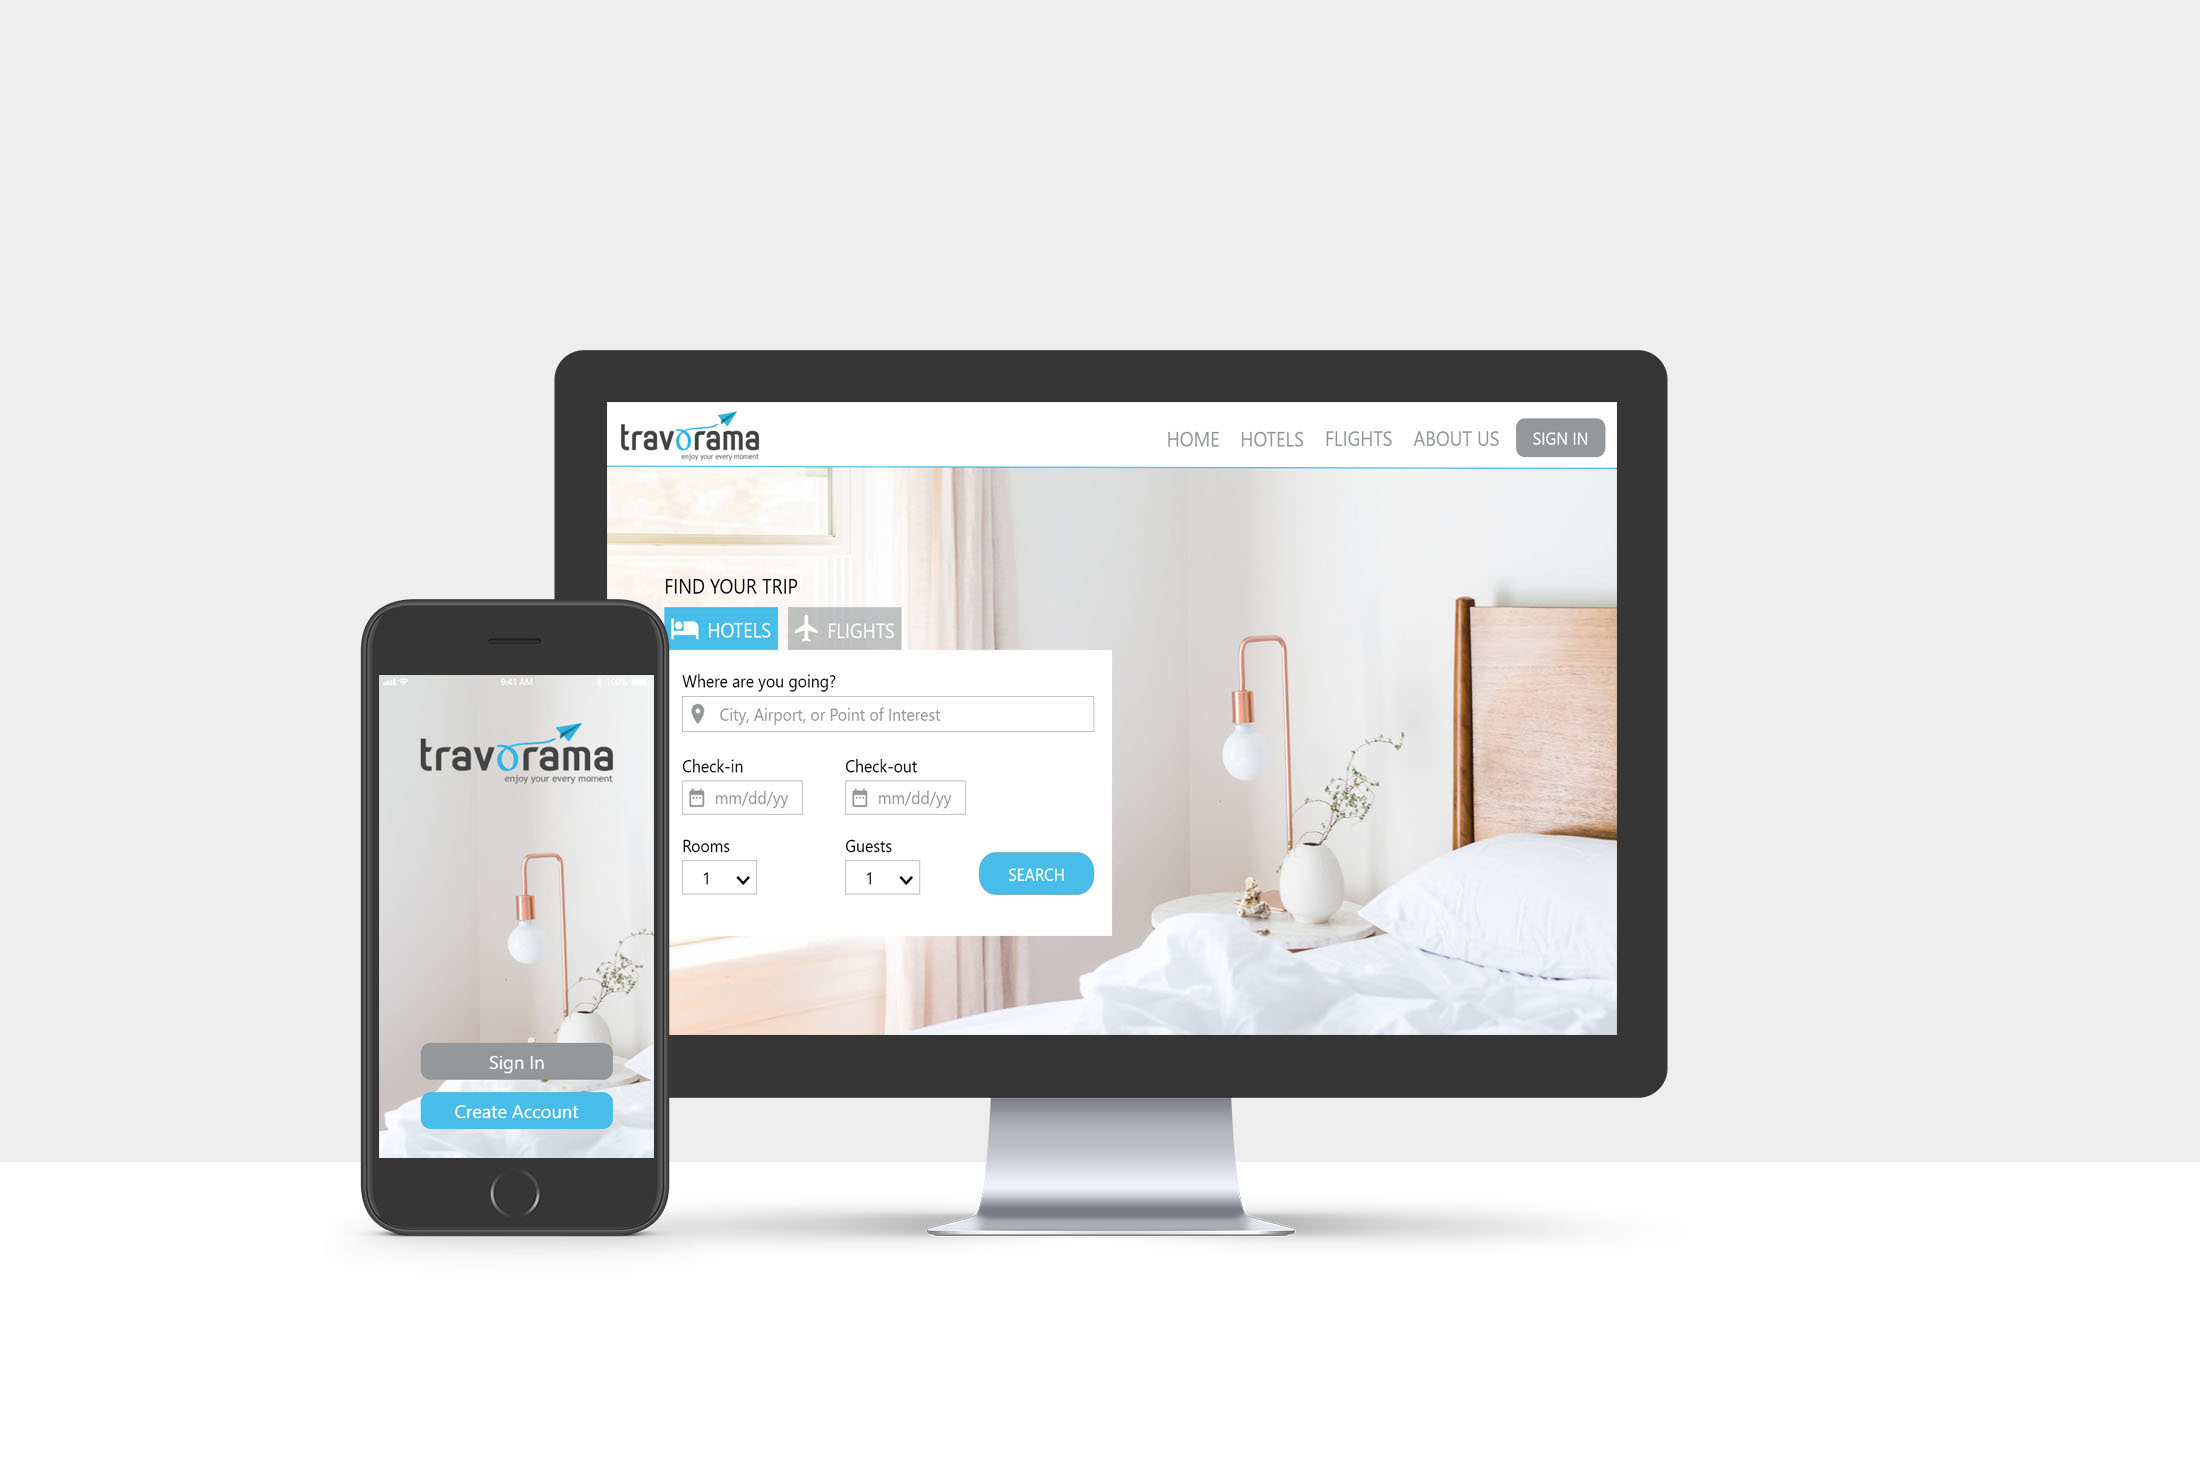 travorama
enjoy your every moment
HOME HOTELS FLIGHTS ABOUT US SIGN IN
FIND YOUR TRIP
HOTELS FLIGHTS
Where are you going?
City, Airport, or Point of Interest
Check-in Check-out
mm/dd/yy mm/dd/yy
Rooms Guests
1 1 SEARCH
9:41 AM 100%
travorama
enjoy your every moment
Sign In
Create Account